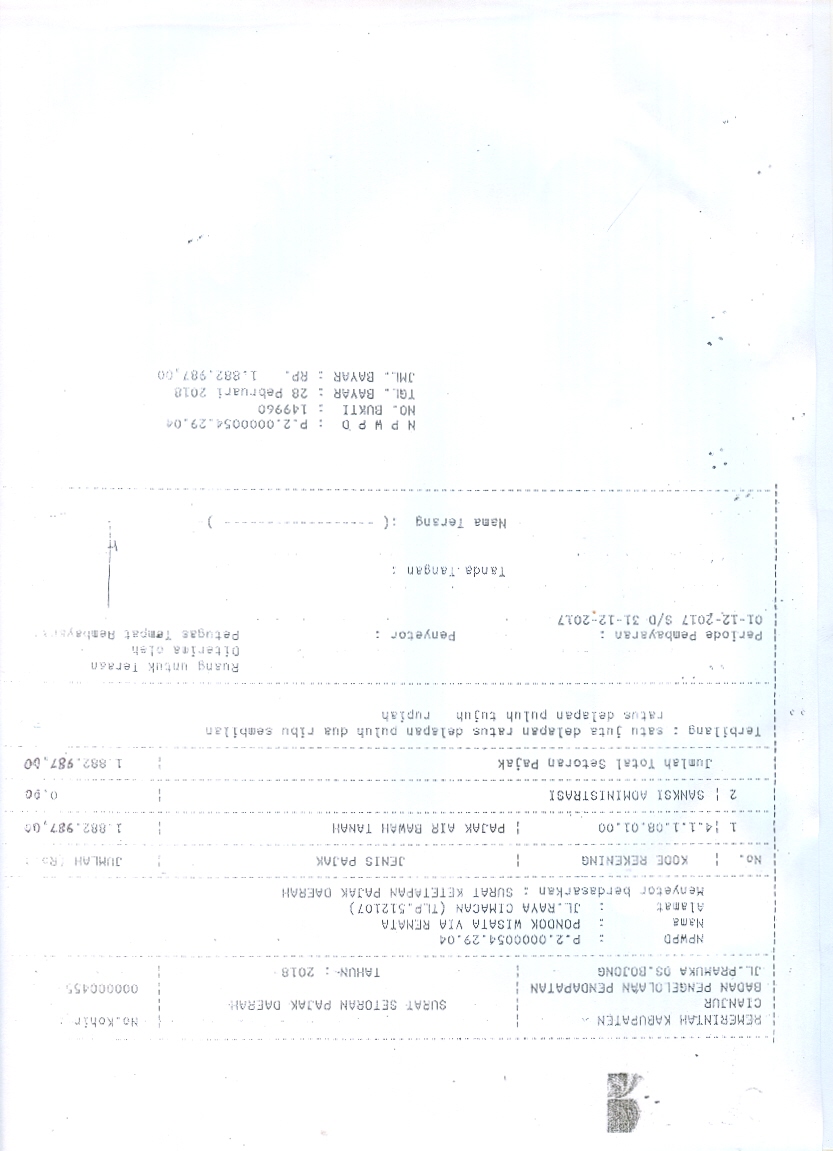 PEMERINTAH KABUPATEN
CIANJUR
BADAN PENGELOLAAN PENDAPATAN
JL.PRAMUKA DS.BOJONG
SURAT SETORAN PAJAK DAERAH
TAHUN : 2018
No.Kohir :
00000455
NPWPD : P.2.0000054.29.04
Nama : PONDOK WISATA VIA RENATA
Alamat : JL.RAYA CIMACAN (TLP.512107)
Menyetor berdasarkan : SURAT KETETAPAN PAJAK DAERAH
No. | KODE REKENING | JENIS PAJAK | JUMLAH (Rp.
1 |4.1.1.08.01.00 | PAJAK AIR BAWAH TANAH | 1.882.987,00
2 | SANKSI ADMINISTRASI | 0,00
Jumlah Total Setoran Pajak | 1.882.987,00
Terbilang : satu juta delapan ratus delapan puluh dua ribu sembilan
ratus delapan puluh tujuh rupiah
Ruang untuk Teraan
Diterima oleh
Petugas Tempat Pembayaran
Periode Pembayaran :
01-12-2017 S/D 31-12-2017
Penyetor :
Tanda Tangan :
Nama Terang :( ------------------- )
N P W P D : P.2.0000054.29.04
NO. BUKTI : 149960
TGL. BAYAR : 28 Pebruari 2018
JML. BAYAR : RP. 1.882.987,00